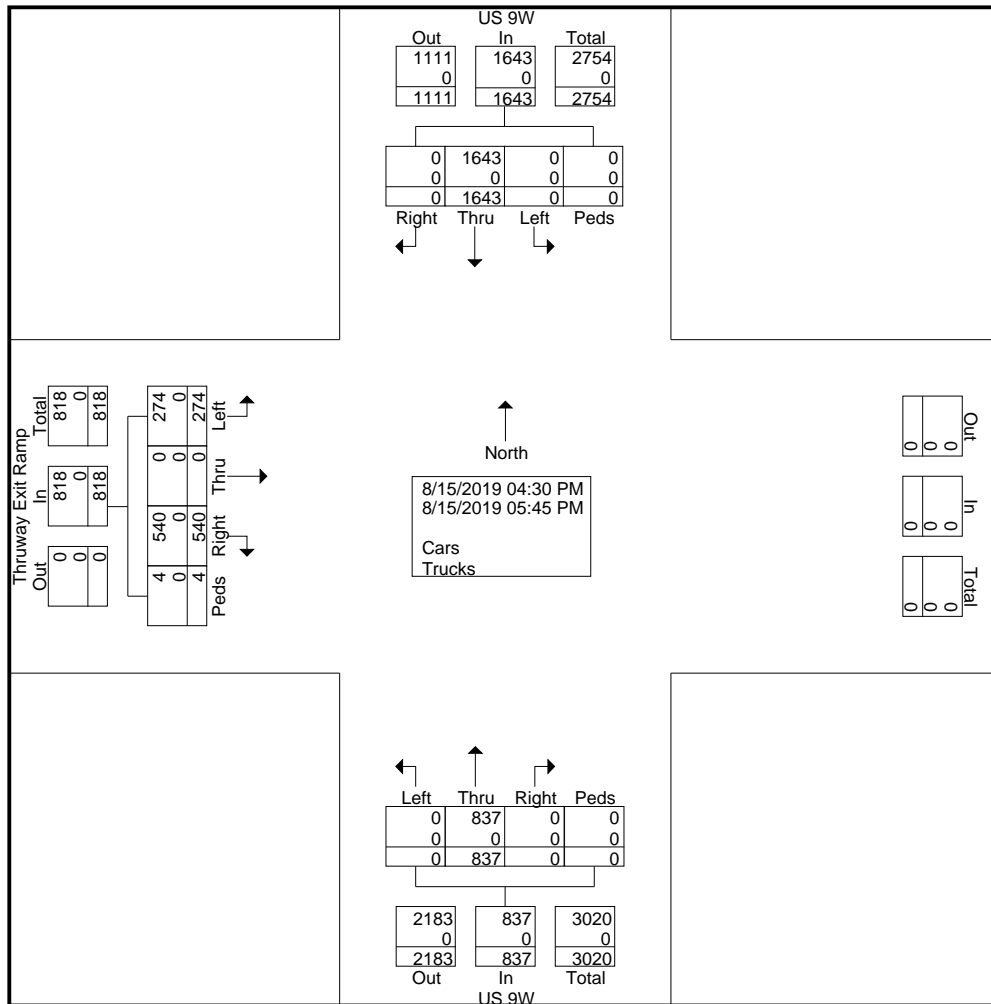 US 9W
Out In Total
1111 1643 2754
0 0 0
1111 1643 2754
0 1643 0 0
0 0 0 0
0 1643 0 0
Right Thru Left Peds
Thruway Exit Ramp
Out In Total
0 818 818
0 0 0
0 818 818
Peds Right Thru Left
4 540 0 274
0 0 0 0
4 540 0 274
North
8/15/2019 04:30 PM
8/15/2019 05:45 PM
Cars
Trucks
Out In Total
0 0 0
0 0 0
0 0 0
Left Thru Right Peds
0 837 0 0
0 0 0 0
0 837 0 0
2183 837 3020
0 0 0
2183 837 3020
Out In Total
US 9W